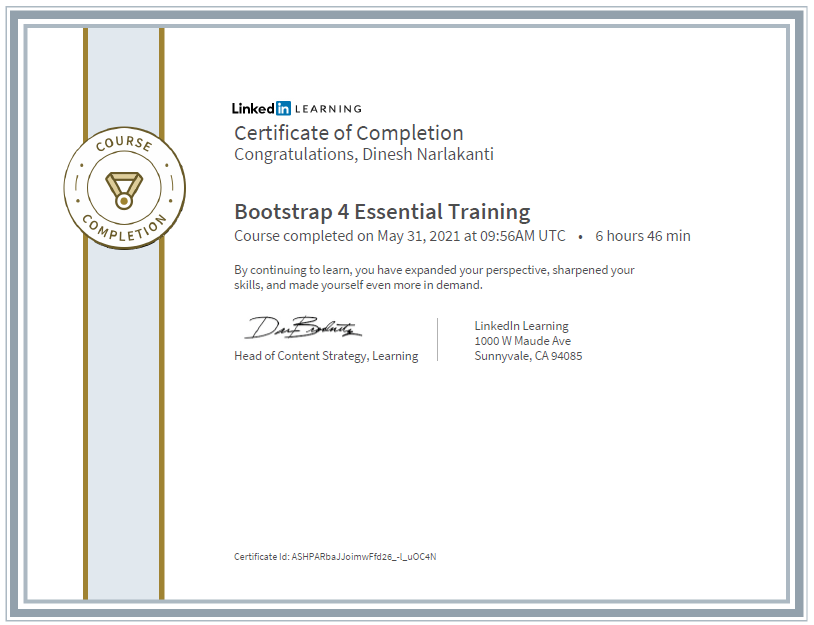 COURSE
COMPLETION
Linked in LEARNING
Certificate of Completion
Congratulations, Dinesh Narlakanti
Bootstrap 4 Essential Training
Course completed on May 31, 2021 at 09:56AM UTC • 6 hours 46 min
By continuing to learn, you have expanded your perspective, sharpened your
skills, and made yourself even more in demand.
Head of Content Strategy, Learning
LinkedIn Learning
1000 W Maude Ave
Sunnyvale, CA 94085
Certificate Id: ASHPARbaJJoimwFfd26_-l_uOC4N